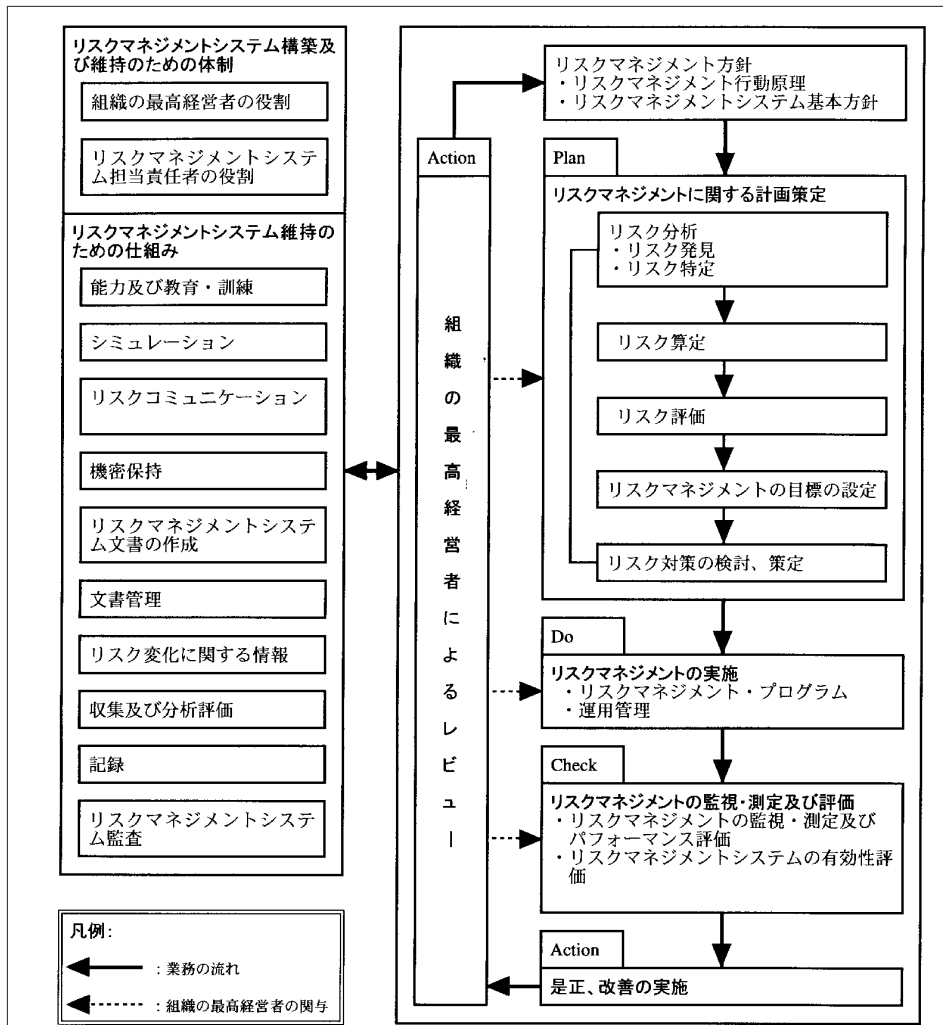 リスクマネジメントシステム構築及
び維持のための体制
組織の最高経営者の役割
リスクマネジメントシステ
ム担当責任者の役割
リスクマネジメントシステム維持の
ための仕組み
能力及び教育・訓練
シミュレーション
リスクコミュニケーション
機密保持
リスクマネジメントシステ
ム文書の作成
文書管理
リスク変化に関する情報
収集及び分析評価
記録
リスクマネジメントシステ
ム監査
凡例:
:業務の流れ
:組織の最高経営者の関与
Action
組織の最高経営者によるレビュー
リスクマネジメント方針
・リスクマネジメント行動原理
・リスクマネジメントシステム基本方針
Plan
リスクマネジメントに関する計画策定
リスク分析
・リスク発見
・リスク特定
リスク算定
リスク評価
リスクマネジメントの目標の設定
リスク対策の検討、策定
Do
リスクマネジメントの実施
・リスクマネジメント・プログラム
・運用管理
Check
リスクマネジメントの監視・測定及び評価
・リスクマネジメントの監視・測定及び
パフォーマンス評価
・リスクマネジメントシステムの有効性評
価
Action
是正、改善の実施